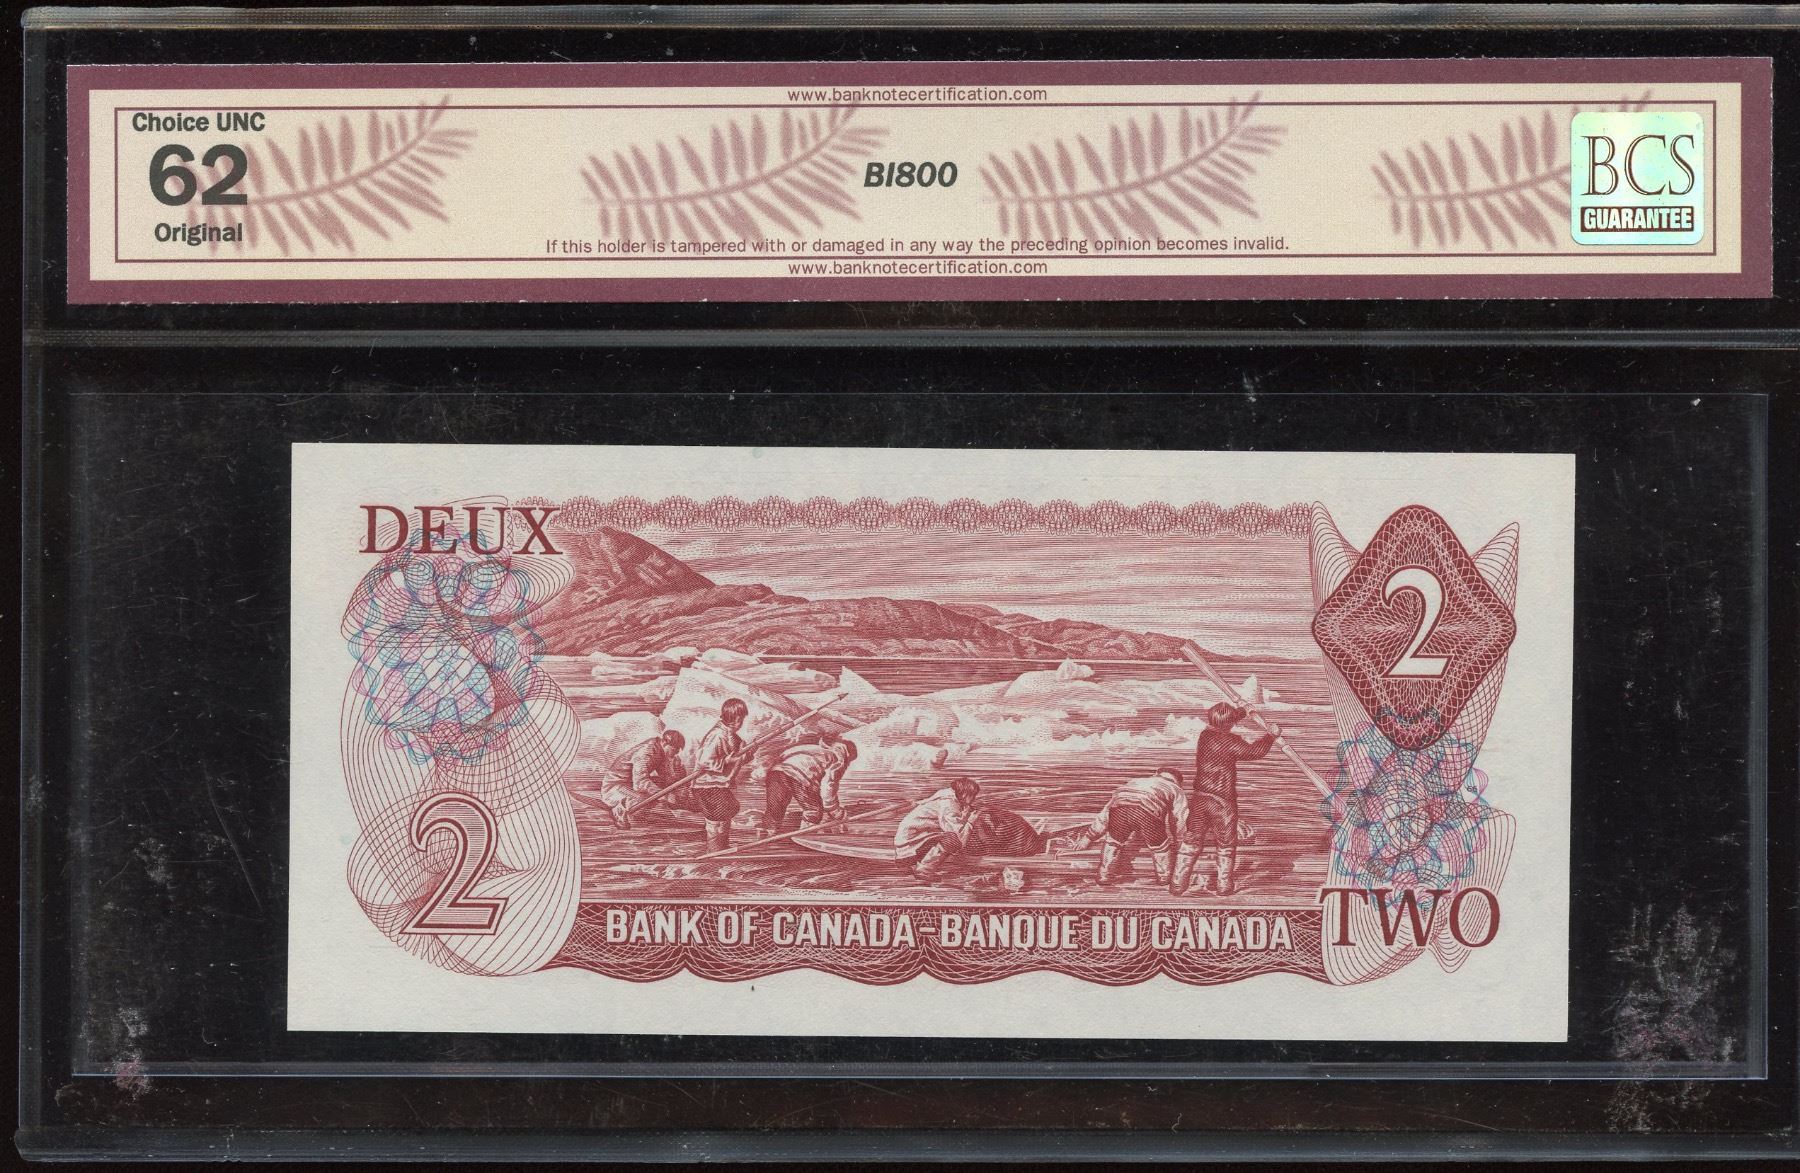 www.banknotecertification.com
Choice UNC
62
Original
BI800
BCS
GUARANTEE
If this holder is tampered with or damaged in any way the preceding opinion becomes invalid.
www.banknotecertification.com
DEUX
2
2
BANK OF CANADA-BANQUE DU CANADA
TWO